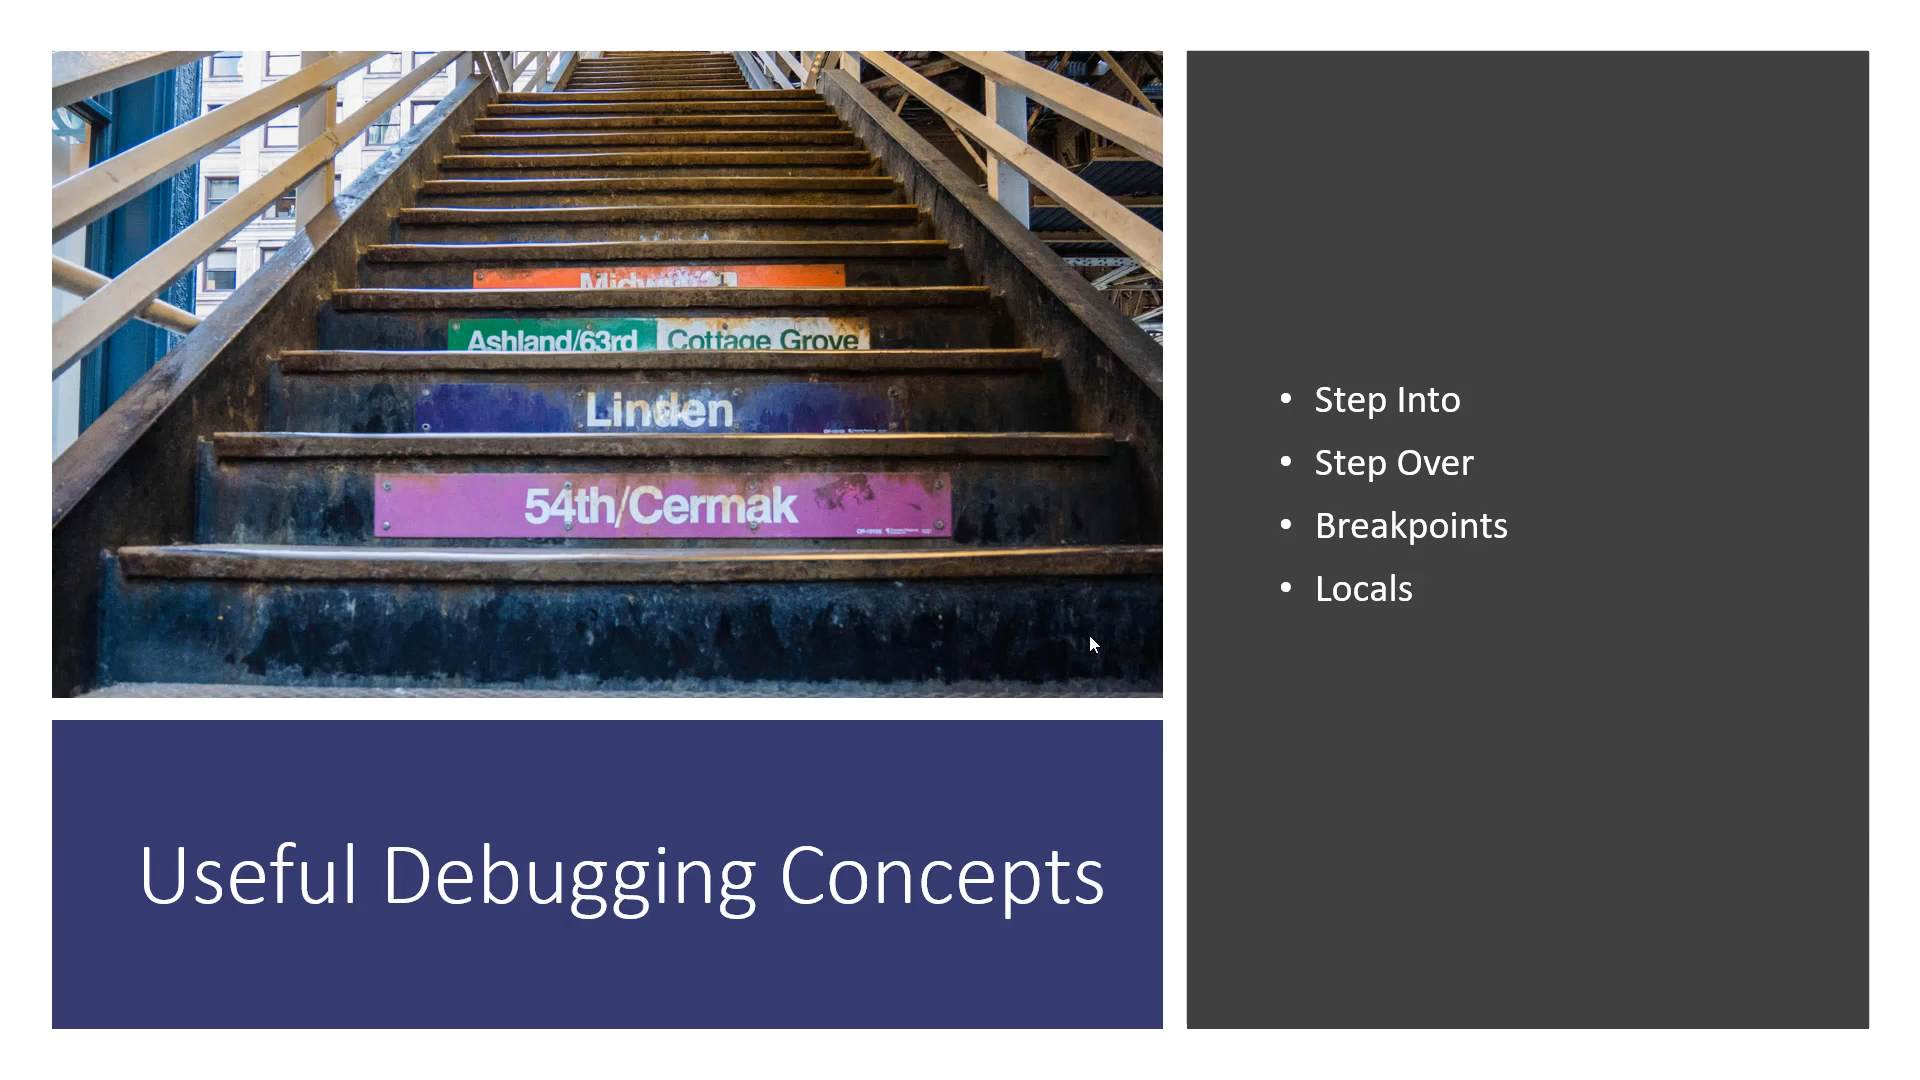 Ashland/63rd Cottage Grove
Linden
54th/Cermak
Useful Debugging Concepts
• Step Into
• Step Over
• Breakpoints
• Locals